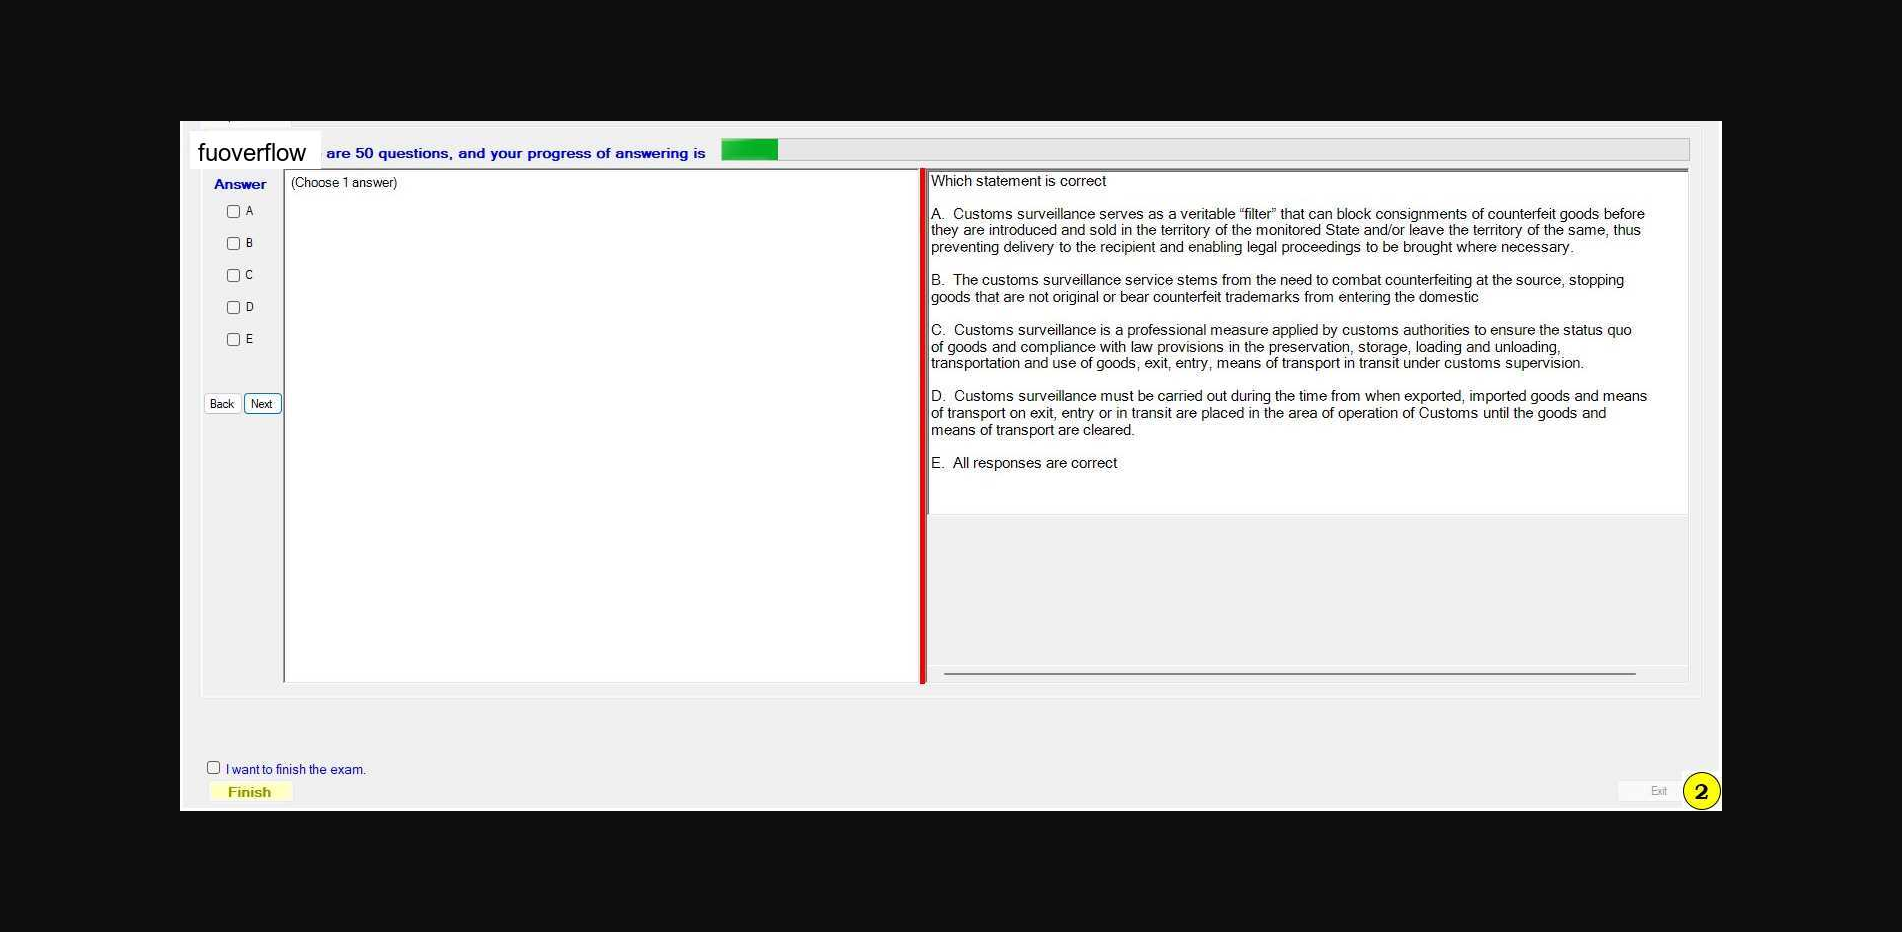 fuoverflow are 50 questions, and your progress of answering is
Answer
A
B
C
D
E
Back Next
(Choose 1 answer)
Which statement is correct
A. Customs surveillance serves as a veritable “filter” that can block consignments of counterfeit goods before
they are introduced and sold in the territory of the monitored State and/or leave the territory of the same, thus
preventing delivery to the recipient and enabling legal proceedings to be brought where necessary.
B. The customs surveillance service stems from the need to combat counterfeiting at the source, stopping
goods that are not original or bear counterfeit trademarks from entering the domestic
C. Customs surveillance is a professional measure applied by customs authorities to ensure the status quo
of goods and compliance with law provisions in the preservation, storage, loading and unloading,
transportation and use of goods, exit, entry, means of transport in transit under customs supervision.
D. Customs surveillance must be carried out during the time from when exported, imported goods and means
of transport on exit, entry or in transit are placed in the area of operation of Customs until the goods and
means of transport are cleared.
E. All responses are correct
I want to finish the exam.
Finish
Exit
2